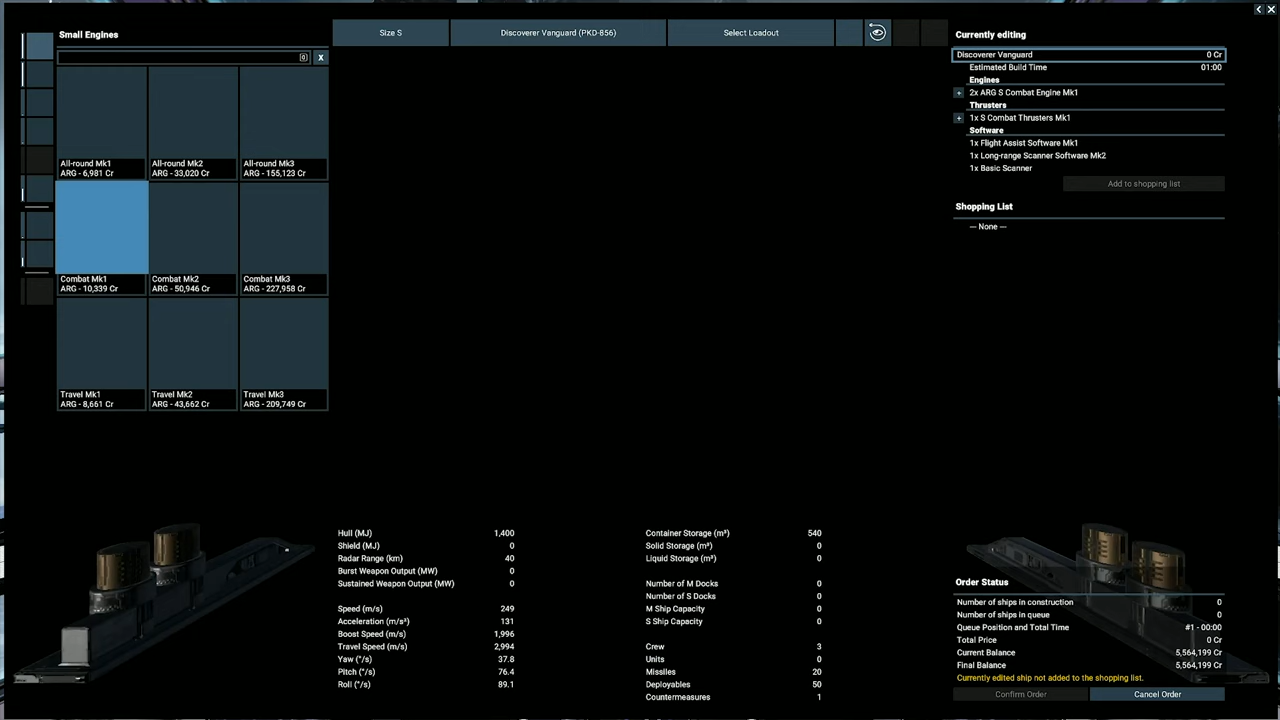 Small Engines
0
X
All-round Mk1
ARG - 6,981 Cr
All-round Mk2
ARG - 33,020 Cr
All-round Mk3
ARG - 155,123 Cr
Combat Mk1
ARG - 10,339 Cr
Combat Mk2
ARG - 50,946 Cr
Combat Mk3
ARG - 227,958 Cr
Travel Mk1
ARG - 8,661 Cr
Travel Mk2
ARG - 43,662 Cr
Travel Mk3
ARG - 209,749 Cr
Size S
Discoverer Vanguard (PKD-856)
Select Loadout
Hull (MJ) 1,400
Shield (MJ) 0
Radar Range (km) 40
Burst Weapon Output (MW) 0
Sustained Weapon Output (MW) 0
Speed (m/s) 249
Acceleration (m/s²) 131
Boost Speed (m/s) 1,996
Travel Speed (m/s) 2,994
Yaw (°/s) 37.8
Pitch (°/s) 76.4
Roll (°/s) 89.1
Container Storage (m³) 540
Solid Storage (m³) 0
Liquid Storage (m³) 0
Number of M Docks 0
Number of S Docks 0
M Ship Capacity 0
S Ship Capacity 0
Crew 3
Units 0
Missiles 20
Deployables 50
Countermeasures 1
Currently editing
Discoverer Vanguard 0 Cr
Estimated Build Time 01:00
Engines
+ 2x ARG S Combat Engine Mk1
Thrusters
+ 1x S Combat Thrusters Mk1
Software
1x Flight Assist Software Mk1
1x Long-range Scanner Software Mk2
1x Basic Scanner
Add to shopping list
Shopping List
— None —
Order Status
Number of ships in construction 0
Number of ships in queue 0
Queue Position and Total Time #1 - 00:00
Total Price 0 Cr
Current Balance 5,564,199 Cr
Final Balance 5,564,199 Cr
Currently edited ship not added to the shopping list.
Confirm Order
Cancel Order